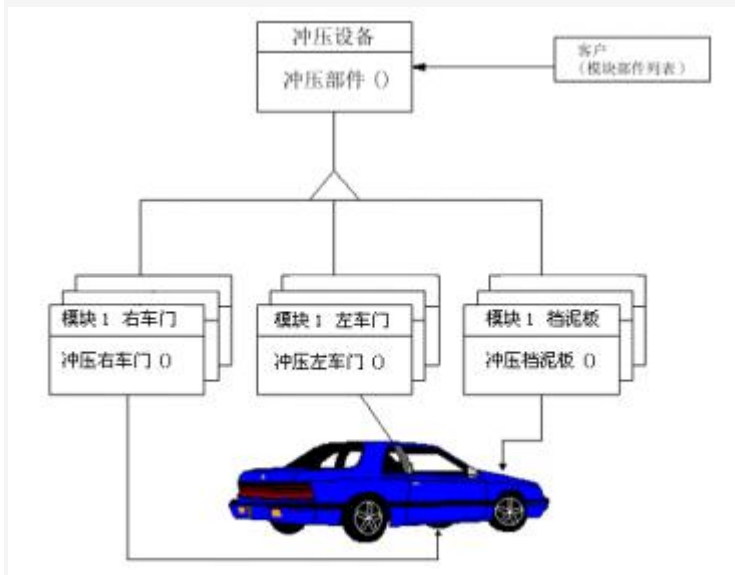 冲压设备
冲压部件 ()
客户
（模块部件列表）
模块 1 右车门
冲压右车门 ()
模块 1 左车门
冲压左车门 ()
模块 1 档泥板
冲压档泥板 ()